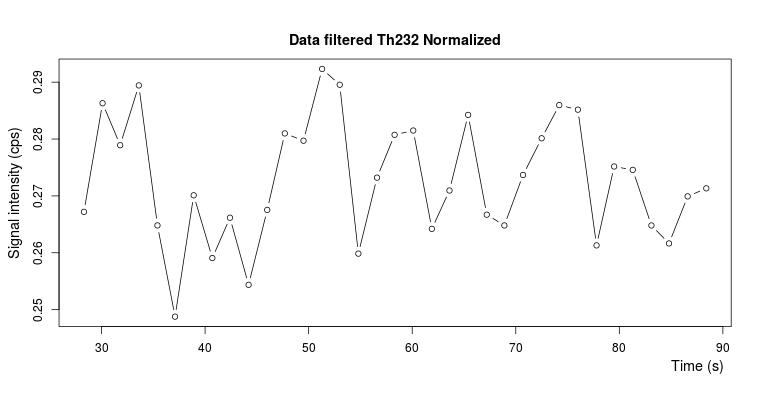 Data filtered Th232 Normalized
Signal intensity (cps)
0.29
0.28
0.27
0.26
0.25
30 40 50 60 70 80 90
Time (s)